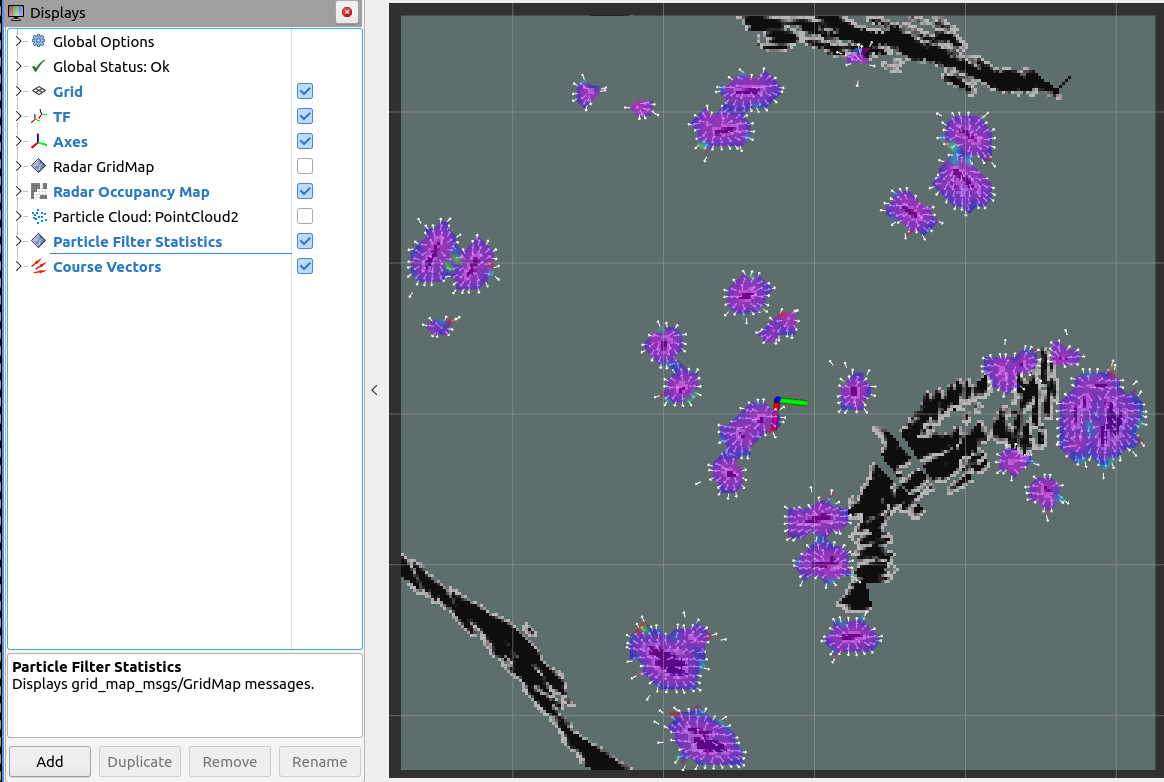 Displays
Global Options
Global Status: Ok
Grid
TF
Axes
Radar GridMap
Radar Occupancy Map
Particle Cloud: PointCloud2
Particle Filter Statistics
Course Vectors
Particle Filter Statistics
Displays grid_map_msgs/GridMap messages.
Add Duplicate Remove Rename